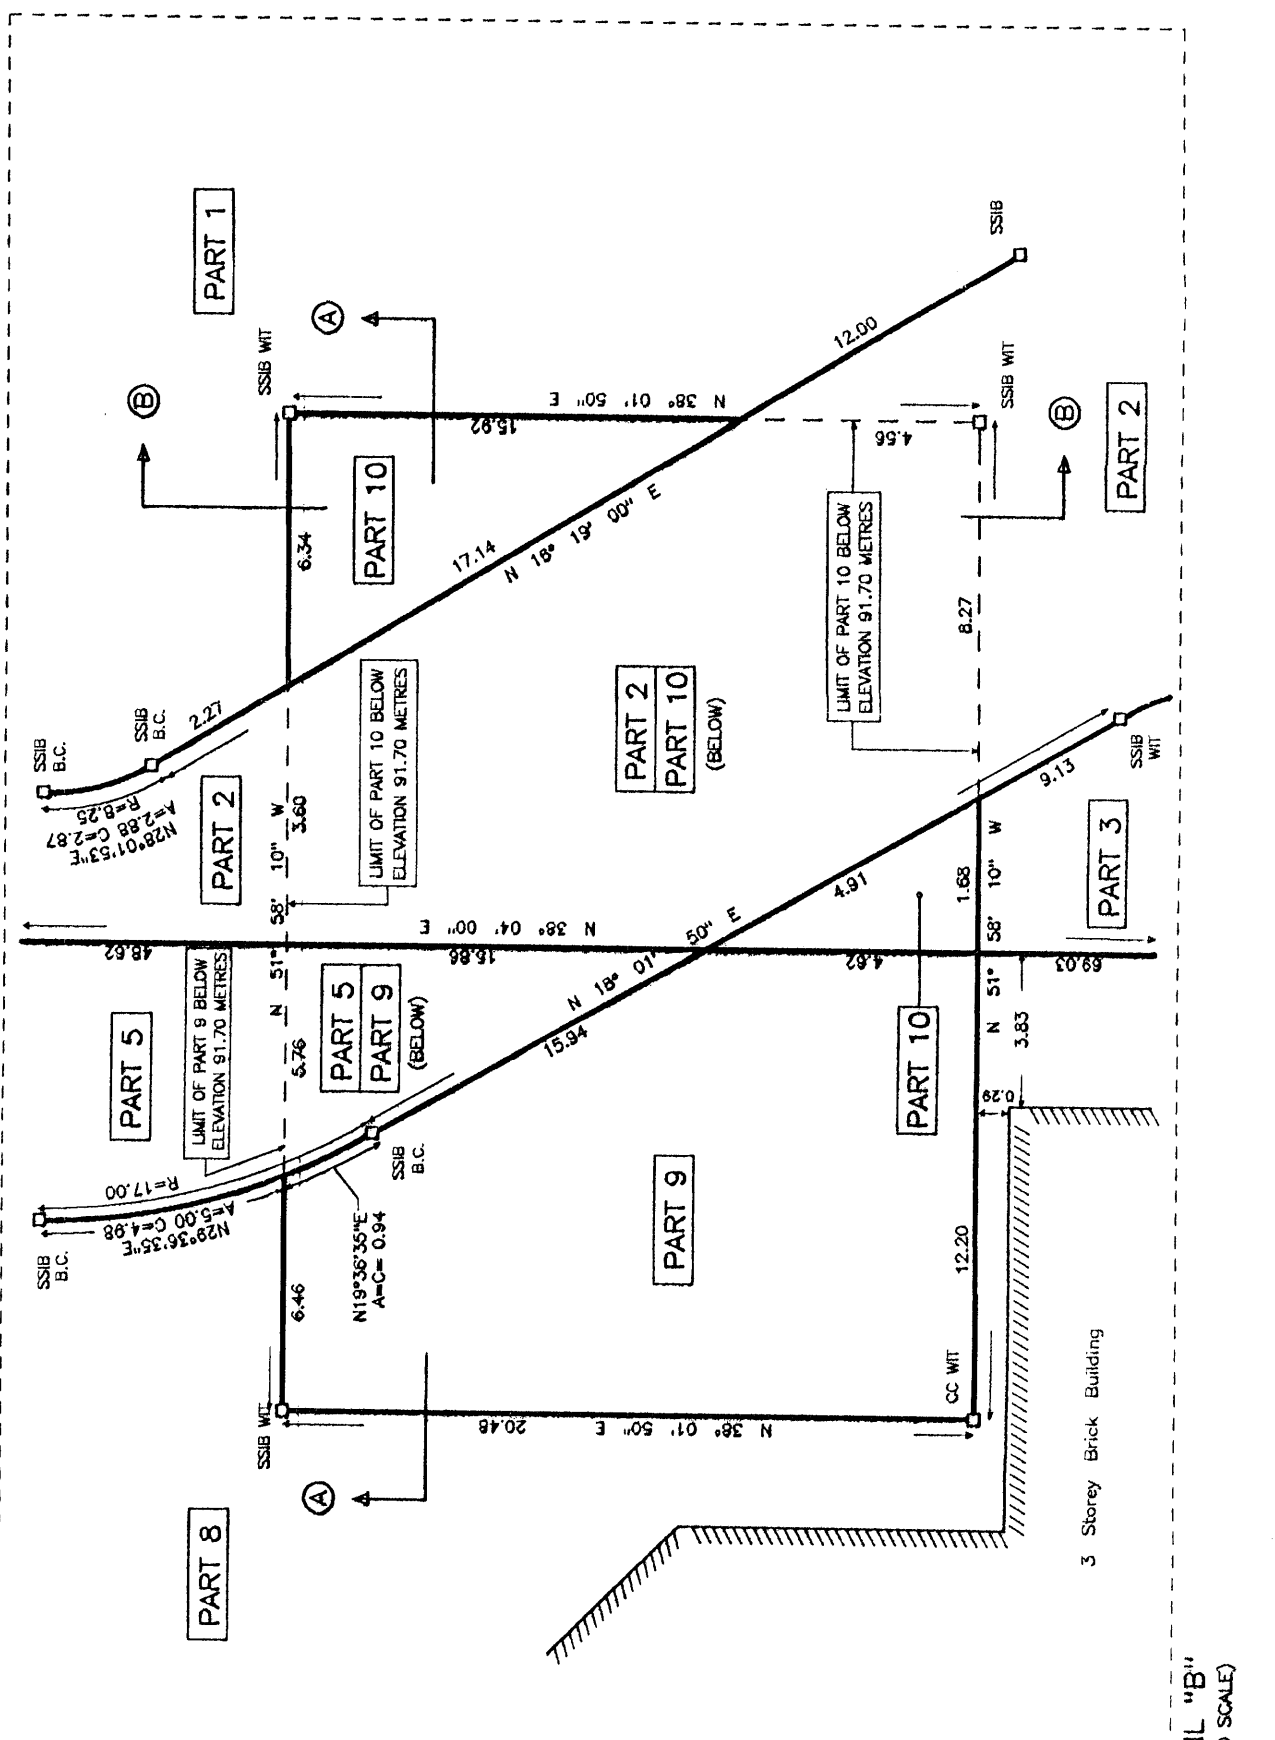 PART 8
PART 5
PART 2
PART 1
SSIB
B.C.
N29°36'35"E
A=5.00 C=4.98
R=17.00
LIMIT OF PART 9 BELOW
ELEVATION 91.70 METRES
48.62
N28°01'53"E
A=2.88 C=2.87
R=8.25
SSIB
B.C.
SSIB
B.C.
2.27
B
A
SSIB WIT
SSIB WIT
6.46
5.76
N 51° 58' 10" W
3.60
6.34
A
N19°36'35"E
A=C= 0.94
SSIB
B.C.
PART 5
PART 9
(BELOW)
LIMIT OF PART 10 BELOW
ELEVATION 91.70 METRES
PART 10
15.92
N 38° 01' 50" E
20.48
N 38° 01' 50" E
15.86
N 38° 04' 00" E
17.14
N 18° 19' 00" E
15.94
N 18° 01' 50" E
PART 9
PART 2
PART 10
(BELOW)
12.00
SSIB
4.91
4.62
PART 10
LIMIT OF PART 10 BELOW
ELEVATION 91.70 METRES
4.56
CC WIT
12.20
1.68
N 51° 58' 10" W
8.27
SSIB WIT
0.29
3.83
69.03
9.13
SSIB
WIT
B
3 Storey Brick Building
PART 3
PART 2
IL "B"
SCALE)